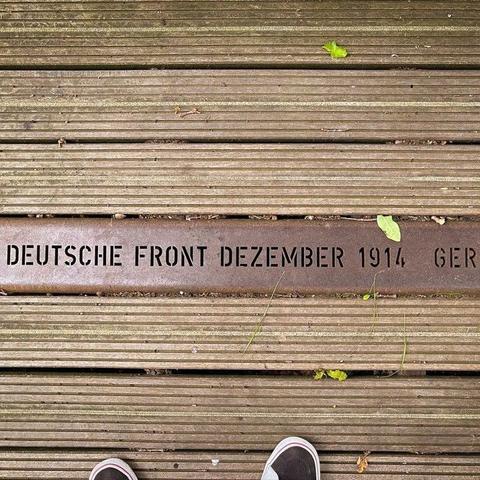 DEUTSCHE FRONT DEZEMBER 1914 GER